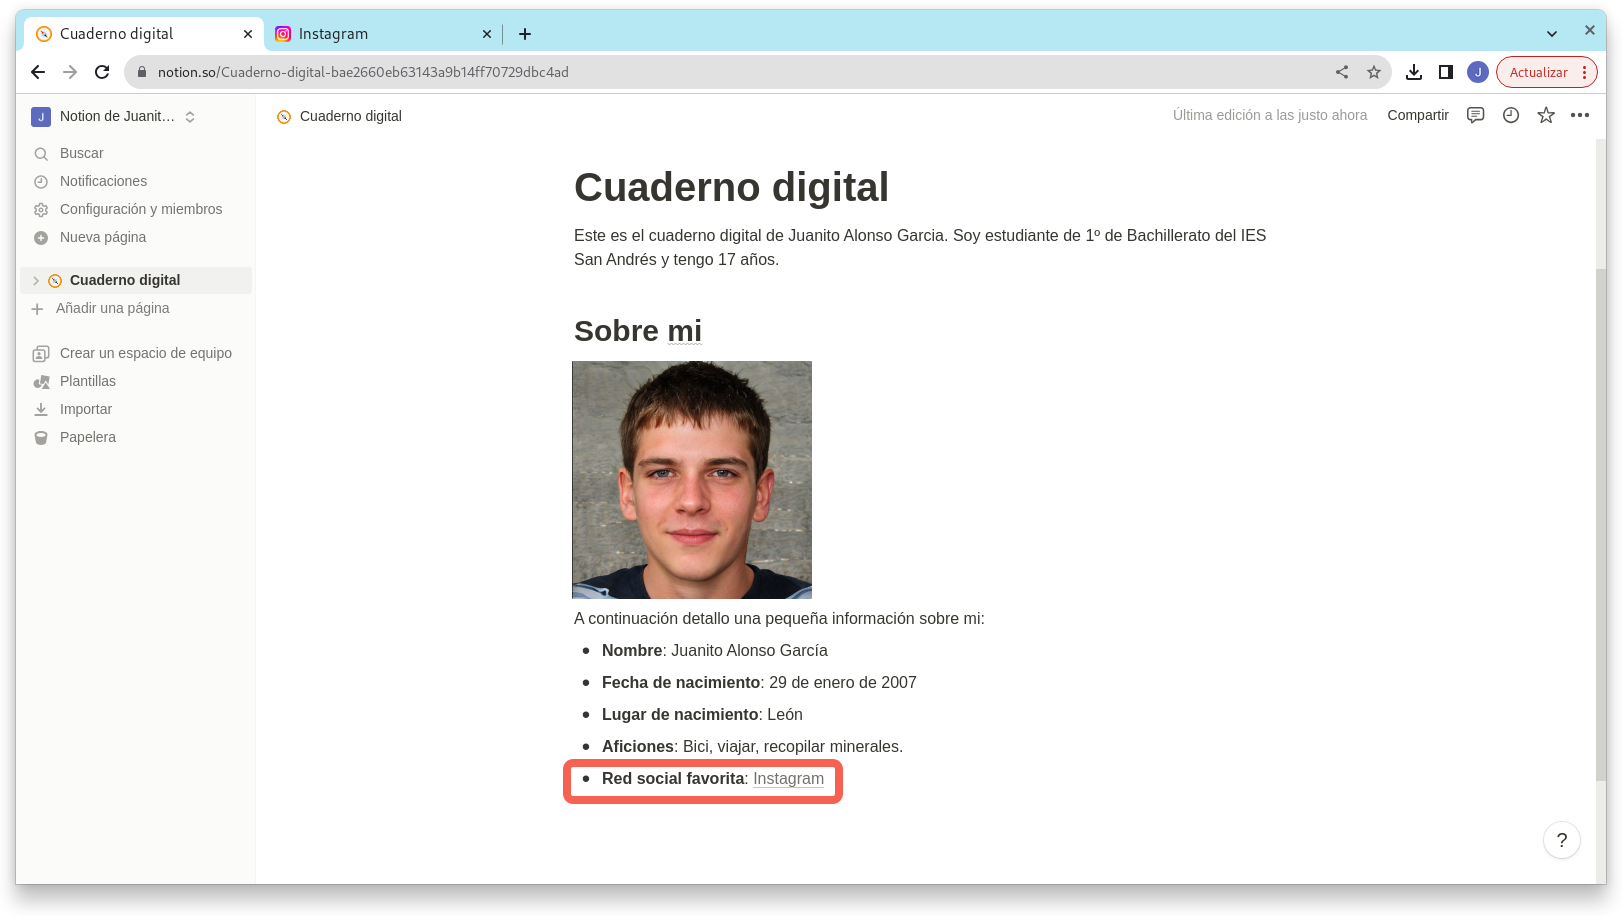 Cuaderno digital
Instagram
notion.so/Cuaderno-digital-bae2660eb63143a9b14ff70729dbc4ad
J
Actualizar
J
Notion de Juanit…
Cuaderno digital
Última edición a las justo ahora
Compartir
Buscar
Notificaciones
Configuración y miembros
Nueva página
Cuaderno digital
Añadir una página
Crear un espacio de equipo
Plantillas
Importar
Papelera
Cuaderno digital
Este es el cuaderno digital de Juanito Alonso Garcia. Soy estudiante de 1º de Bachillerato del IES
San Andrés y tengo 17 años.
Sobre mi
A continuación detallo una pequeña información sobre mi:
• Nombre: Juanito Alonso García
• Fecha de nacimiento: 29 de enero de 2007
• Lugar de nacimiento: León
• Aficiones: Bici, viajar, recopilar minerales.
• Red social favorita: Instagram
?